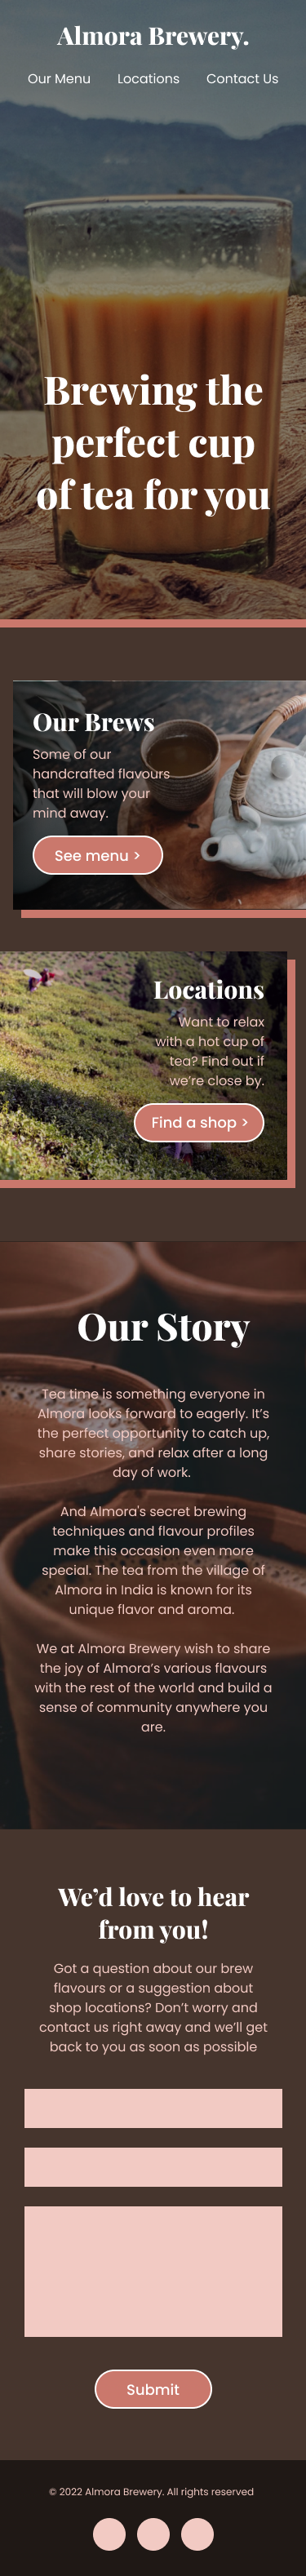 Almora Brewery.
Our Menu Locations Contact Us
Brewing the
perfect cup
of tea for you
Our Brews
Some of our
handcrafted flavours
that will blow your
mind away.
See menu >
Locations
Want to relax
with a hot cup of
tea? Find out if
we're close by.
Find a shop >
Our Story
Tea time is something everyone in
Almora looks forward to eagerly. It's
the perfect opportunity to catch up,
share stories, and relax after a long
day of work.
And Almora's secret brewing
techniques and flavour profiles
make this occasion even more
special. The tea from the village of
Almora in India is known for its
unique flavor and aroma.
We at Almora Brewery wish to share
the joy of Almora's various flavours
with the rest of the world and build a
sense of community anywhere you
are.
We'd love to hear
from you!
Got a question about our brew
flavours or a suggestion about
shop locations? Don't worry and
contact us right away and we'll get
back to you as soon as possible
Submit
© 2022 Almora Brewery. All rights reserved